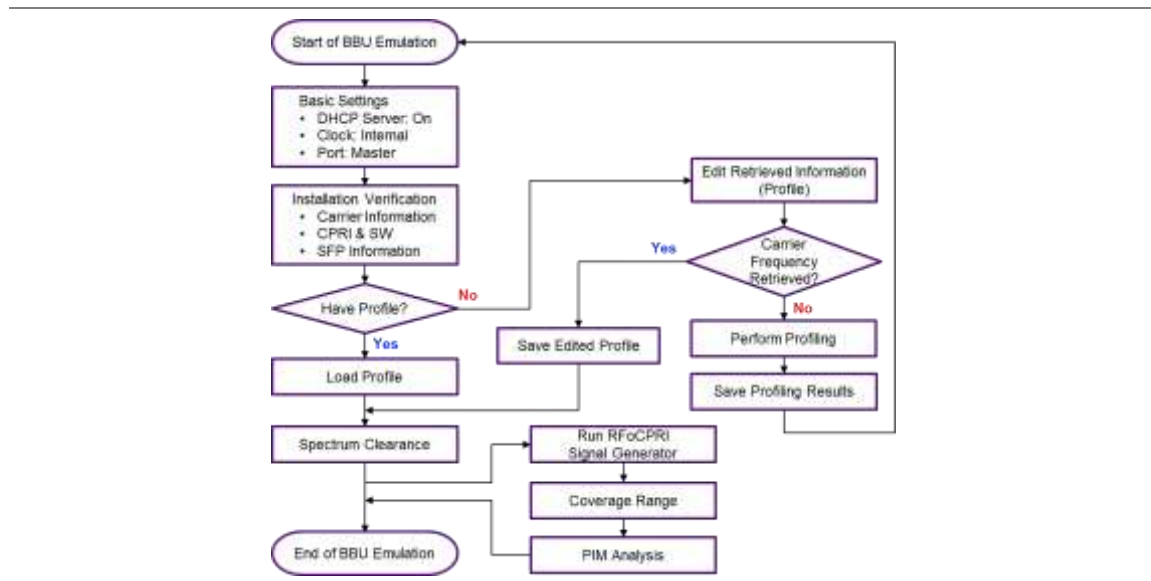 Start of BBU Emulation
Basic Settings
• DHCP Server: On
• Clock: Internal
• Port: Master
Installation Verification
• Carrier Information
• CPRI & SW
• SFP Information
Have Profile?
No
Yes
Load Profile
Edit Retrieved Information
(Profile)
Carrier
Frequency
Retrieved?
Yes
No
Save Edited Profile
Perform Profiling
Save Profiling Results
Spectrum Clearance
Run RFoCPRI
Signal Generator
Coverage Range
PIM Analysis
End of BBU Emulation